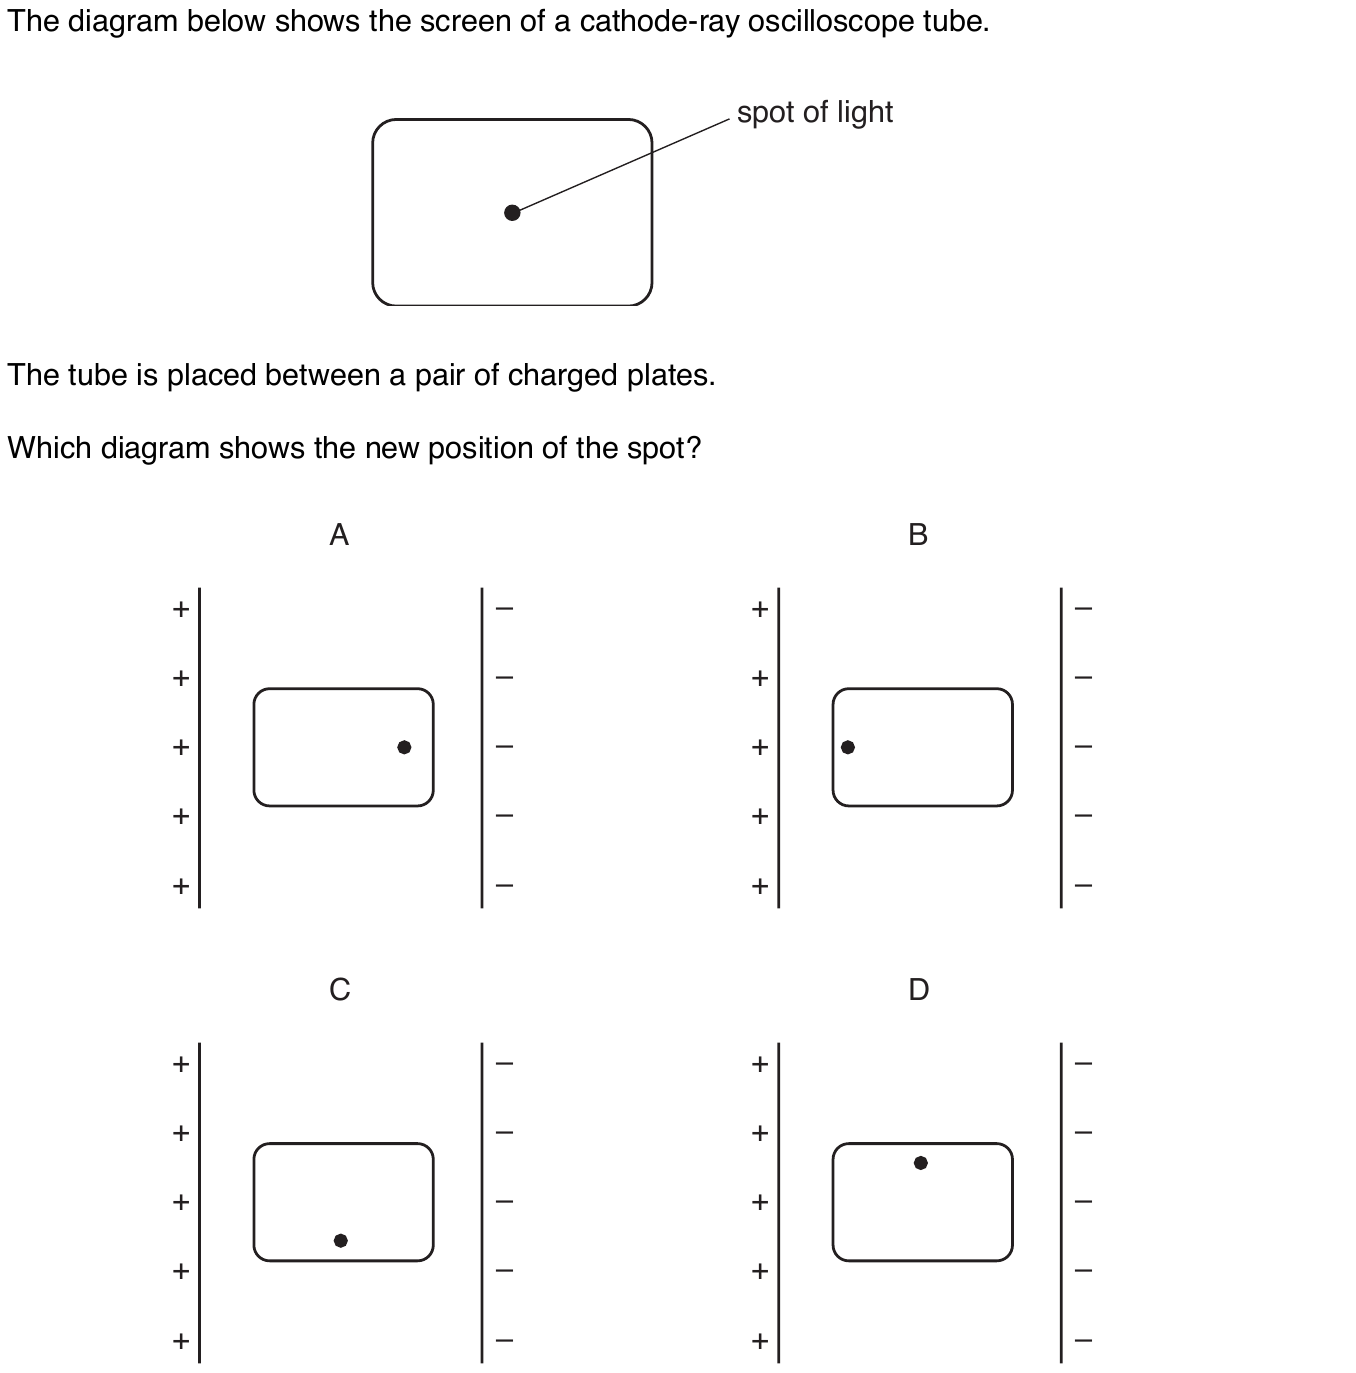 The diagram below shows the screen of a cathode-ray oscilloscope tube.
spot of light
The tube is placed between a pair of charged plates.
Which diagram shows the new position of the spot?
A B
+ – + –
+ – + –
+ – + –
+ – + –
+ – + –
C D
+ – + –
+ – + –
+ – + –
+ – + –
+ – + –